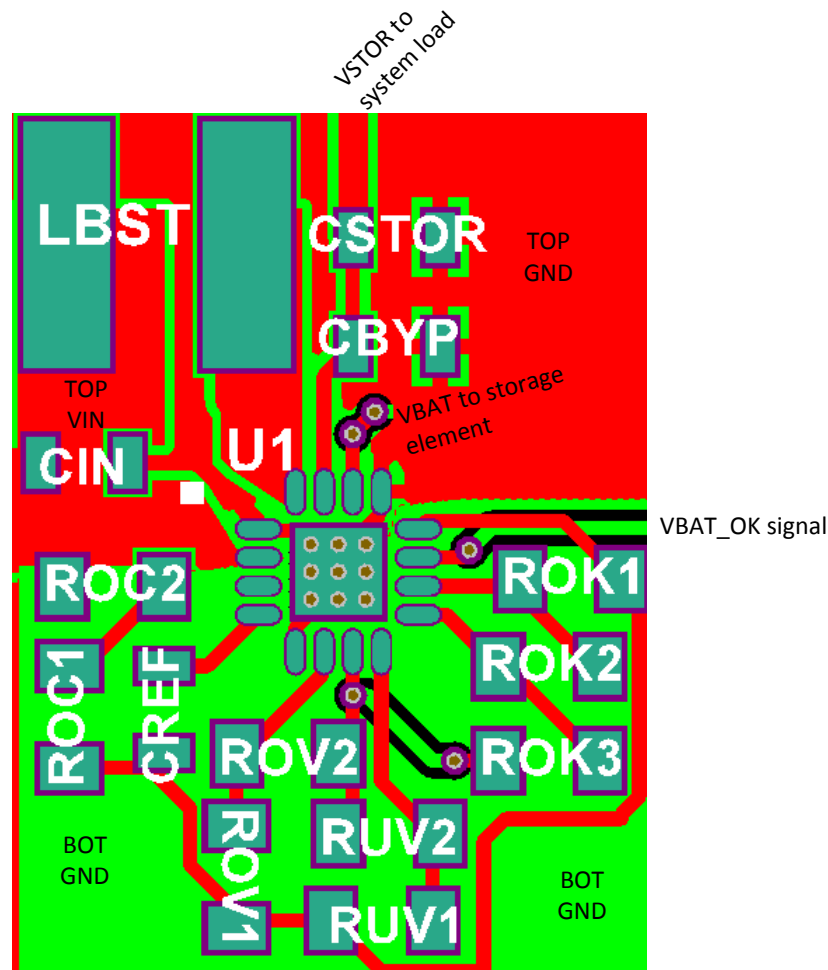 VSTOR to
system load
LBST
CSTOR
TOP
GND
CBYP
TOP
VIN
VBAT to storage
element
U1
CIN
VBAT_OK signal
ROC2
ROK1
ROC1
CREF
ROK2
ROV2
ROK3
ROV1
RUV2
BOT
GND
BOT
GND
RUV1